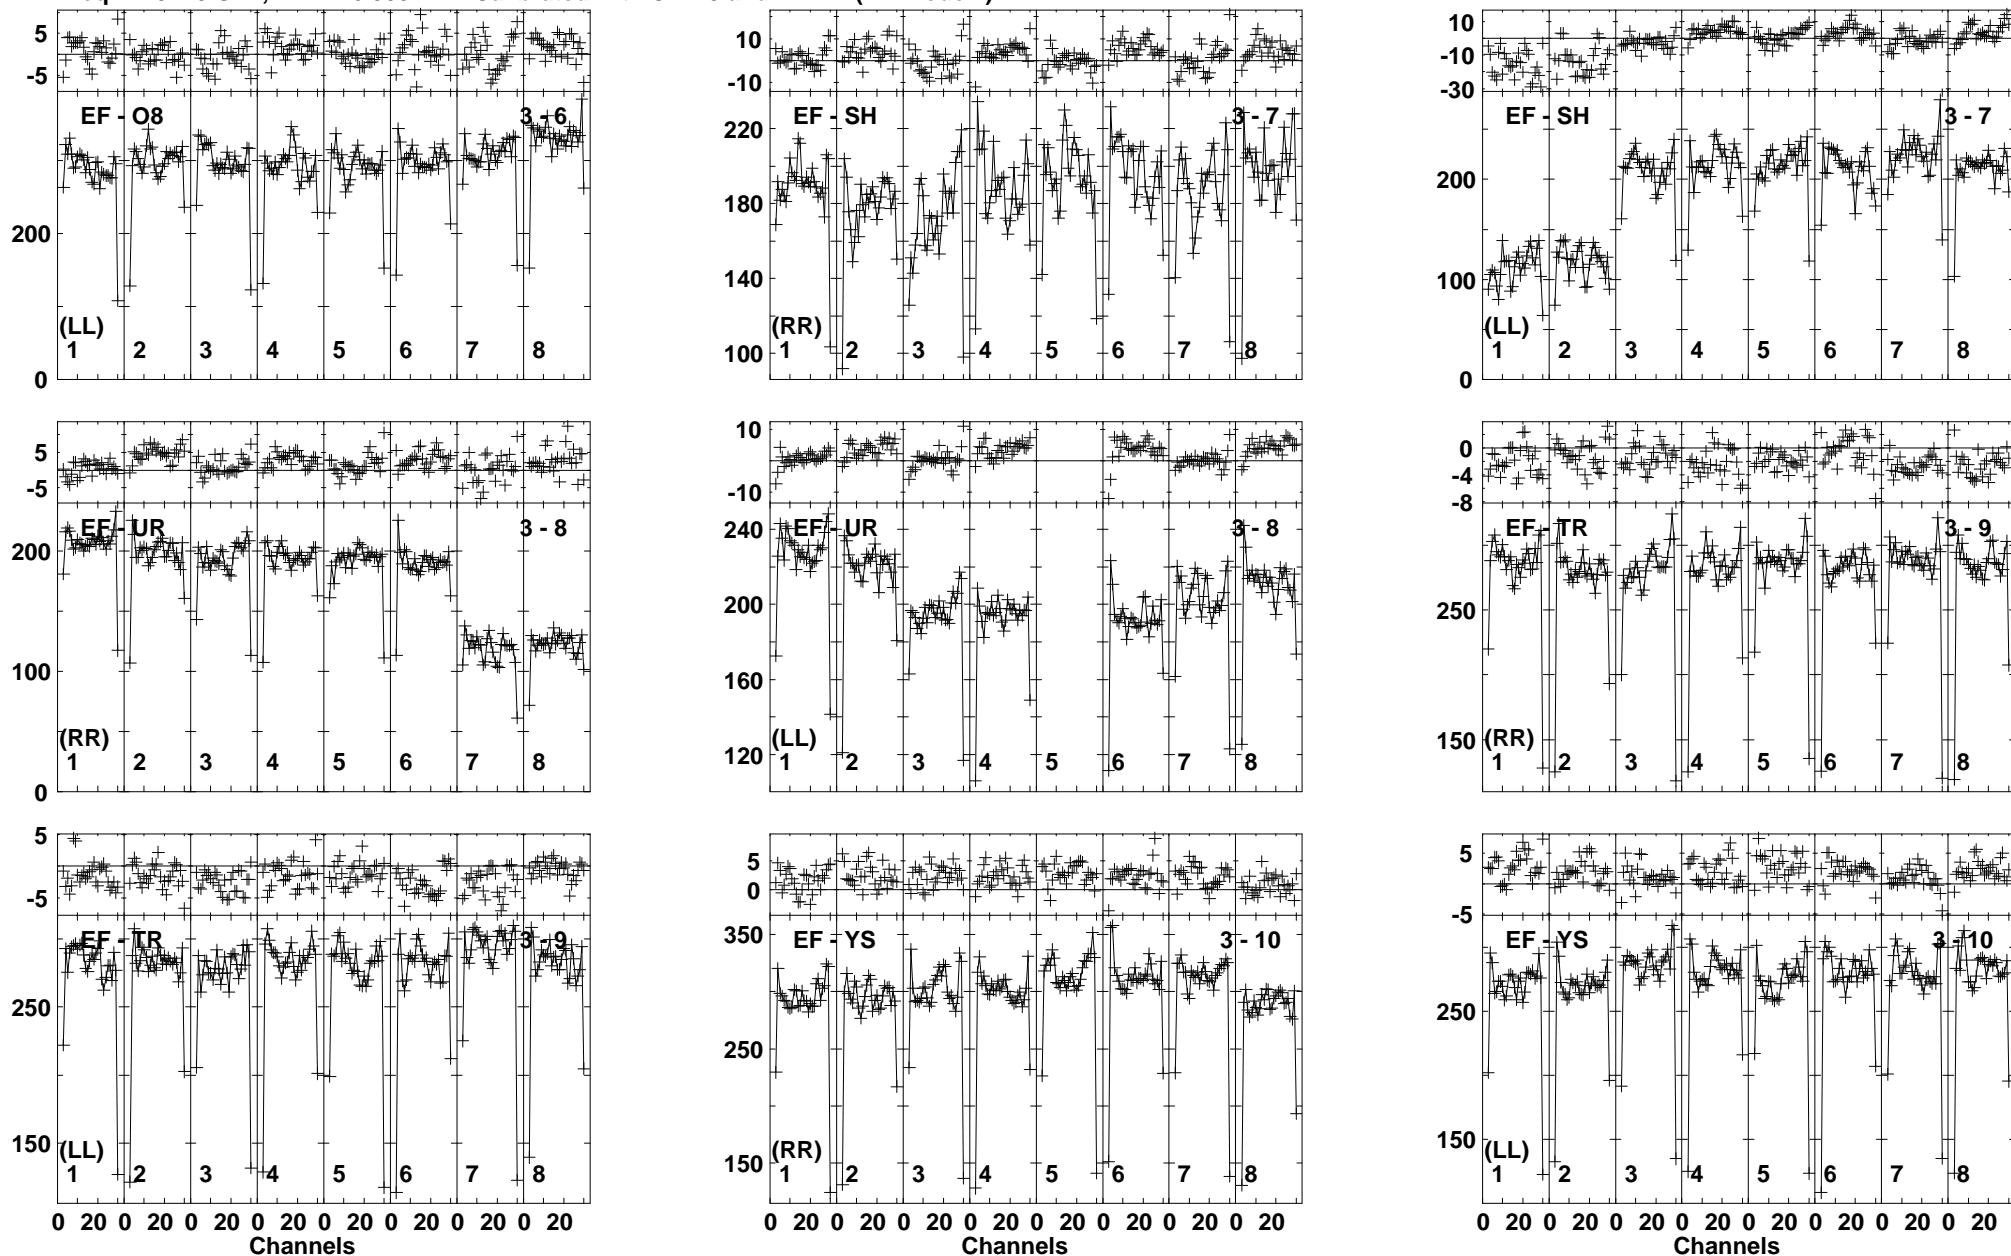 5 -5 10 -10 10 -10 -30
EF - O8 3 - 6 EF - SH 3 - 7 EF - SH 3 - 7
200 0 220 180 140 100 200 100 0
(LL) (RR) (LL)
1 2 3 4 5 6 7 8 1 2 3 4 5 6 7 8 1 2 3 4 5 6 7 8
5 -5 10 -10 0 -4 -8
EF - UR 3 - 8 EF - UR 3 - 8 EF - TR 3 - 9
200 100 0 240 200 160 120 250 150
(RR) (LL) (RR)
1 2 3 4 5 6 7 8 1 2 3 4 5 6 7 8 1 2 3 4 5 6 7 8
5 -5 5 0 5 -5
EF - TR 3 - 9 EF - YS 3 - 10 EF - YS 3 - 10
250 150 350 250 150 250 150
(LL) (RR) (LL)
1 2 3 4 5 6 7 8 1 2 3 4 5 6 7 8 1 2 3 4 5 6 7 8
0 20 0 20 0 20 0 20 0 20 0 20 0 20 0 20 0 20 0 20 0 20 0 20 0 20 0 20 0 20 0 20 0 20 0 20 0 20 0 20 0 20 0 20 0 20 0 20
Channels Channels Channels